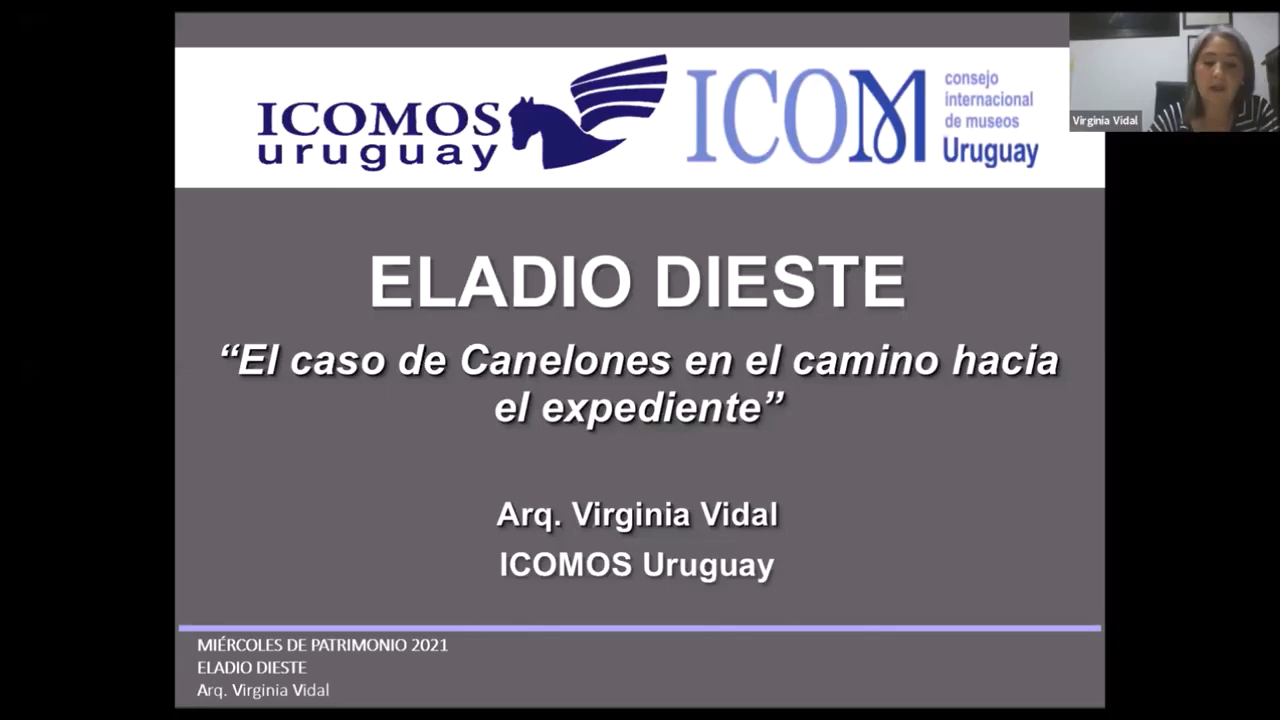 ICOMOS
uruguay
ICOM
consejo
internacional
de museos
Uruguay
Virginia Vidal
ELADIO DIESTE
“El caso de Canelones en el camino hacia
el expediente”
Arq. Virginia Vidal
ICOMOS Uruguay
MIÉRCOLES DE PATRIMONIO 2021
ELADIO DIESTE
Arq. Virginia Vidal